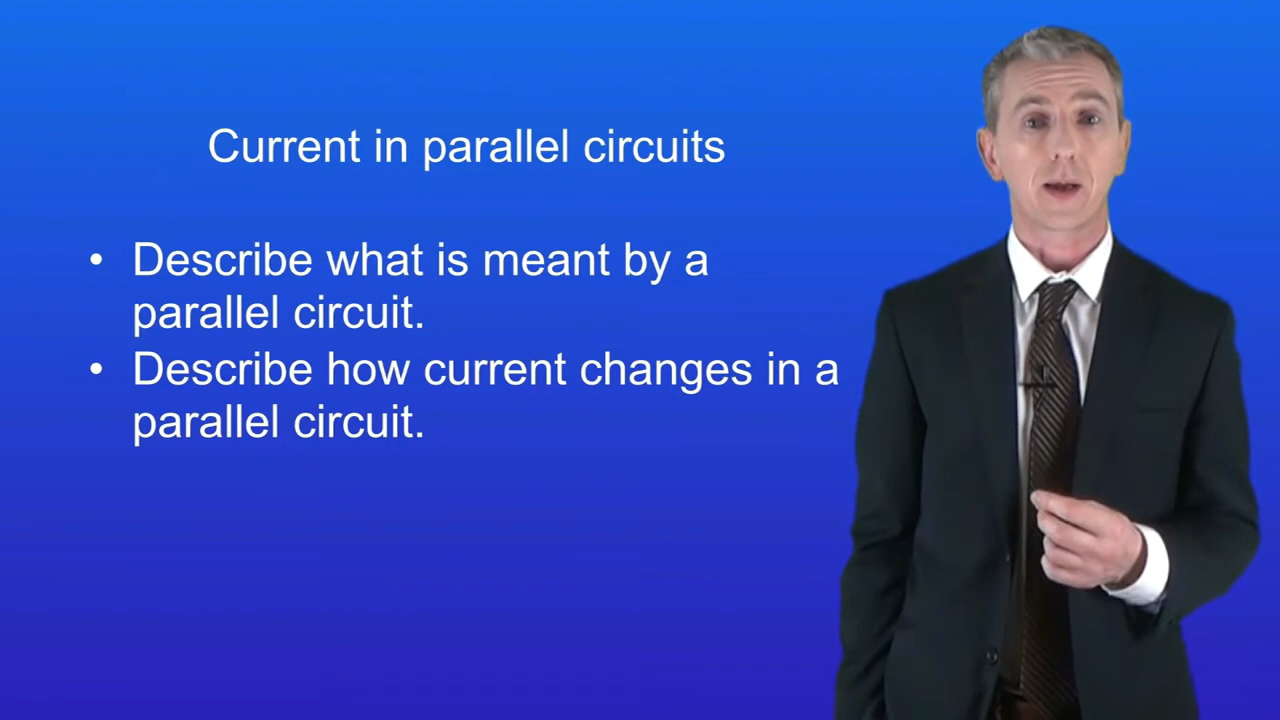 Current in parallel circuits
• Describe what is meant by a
parallel circuit.
• Describe how current changes in a
parallel circuit.